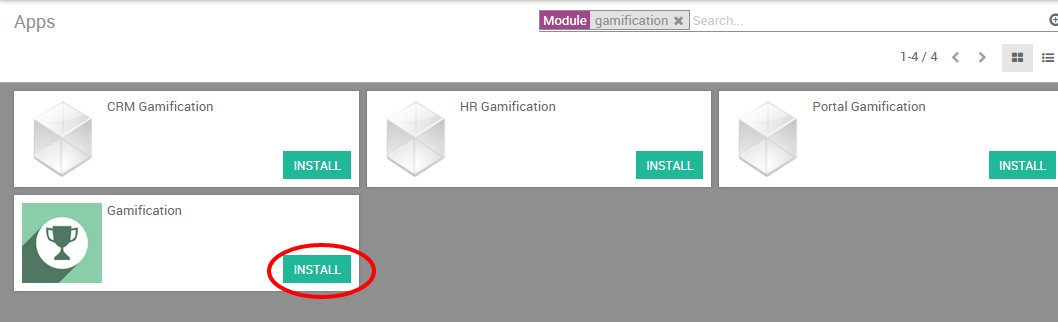 Apps
Module gamification ✖ Search...
1-4 / 4
CRM Gamification
INSTALL
HR Gamification
INSTALL
Portal Gamification
INSTALL
Gamification
INSTALL